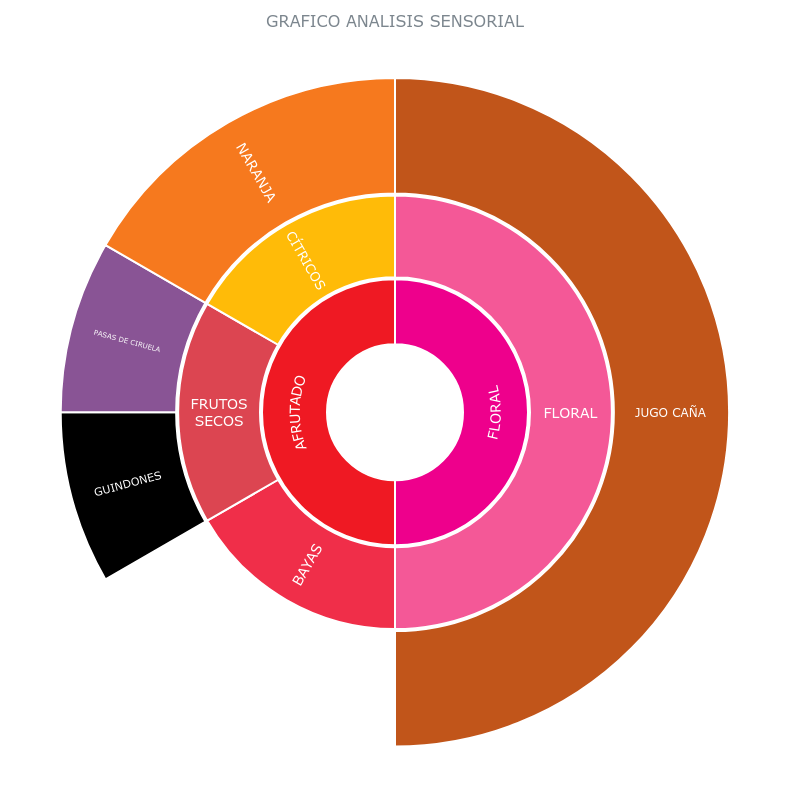 GRAFICO ANALISIS SENSORIAL
NARANJA
CÍTRICOS
PASAS DE CIRUELA
FRUTOS
SECOS
AFRUTADO
FLORAL
FLORAL
JUGO CAÑA
GUINDONES
BAYAS